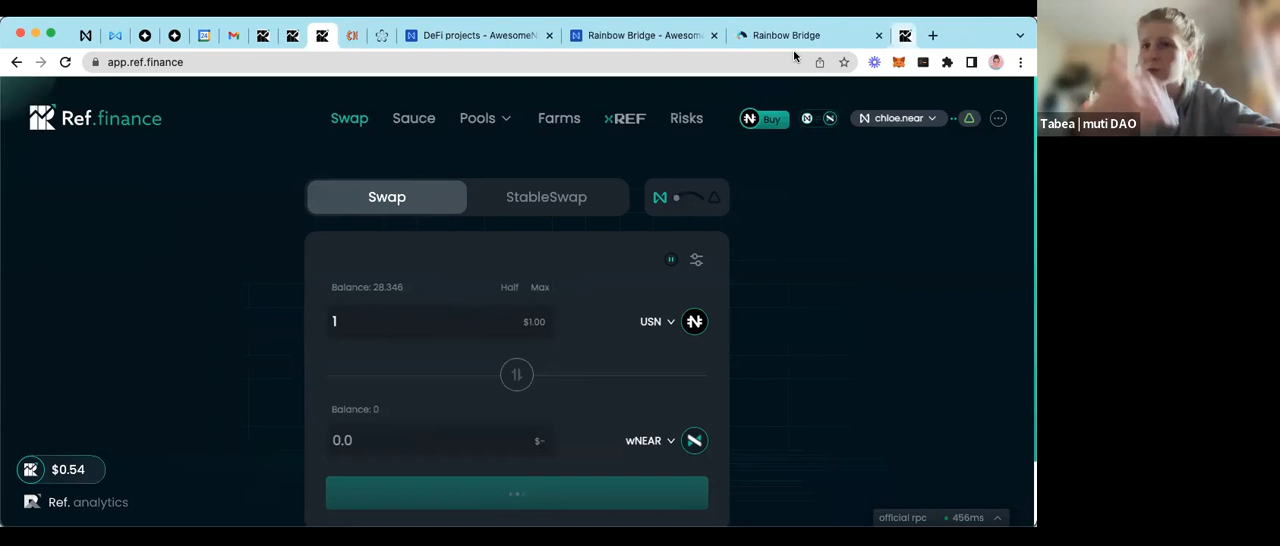 DeFi projects - AwesomeN
Rainbow Bridge - Awesom
Rainbow Bridge
app.ref.finance
Ref.finance
Swap
Sauce
Pools
Farms
xREF
Risks
Buy
chloe.near
Tabea | muti DAO
Swap
StableSwap
Balance: 28.346
Half
Max
1
$1.00
USN
Balance: 0
0.0
$-
wNEAR
$0.54
Ref. analytics
official rpc
456ms